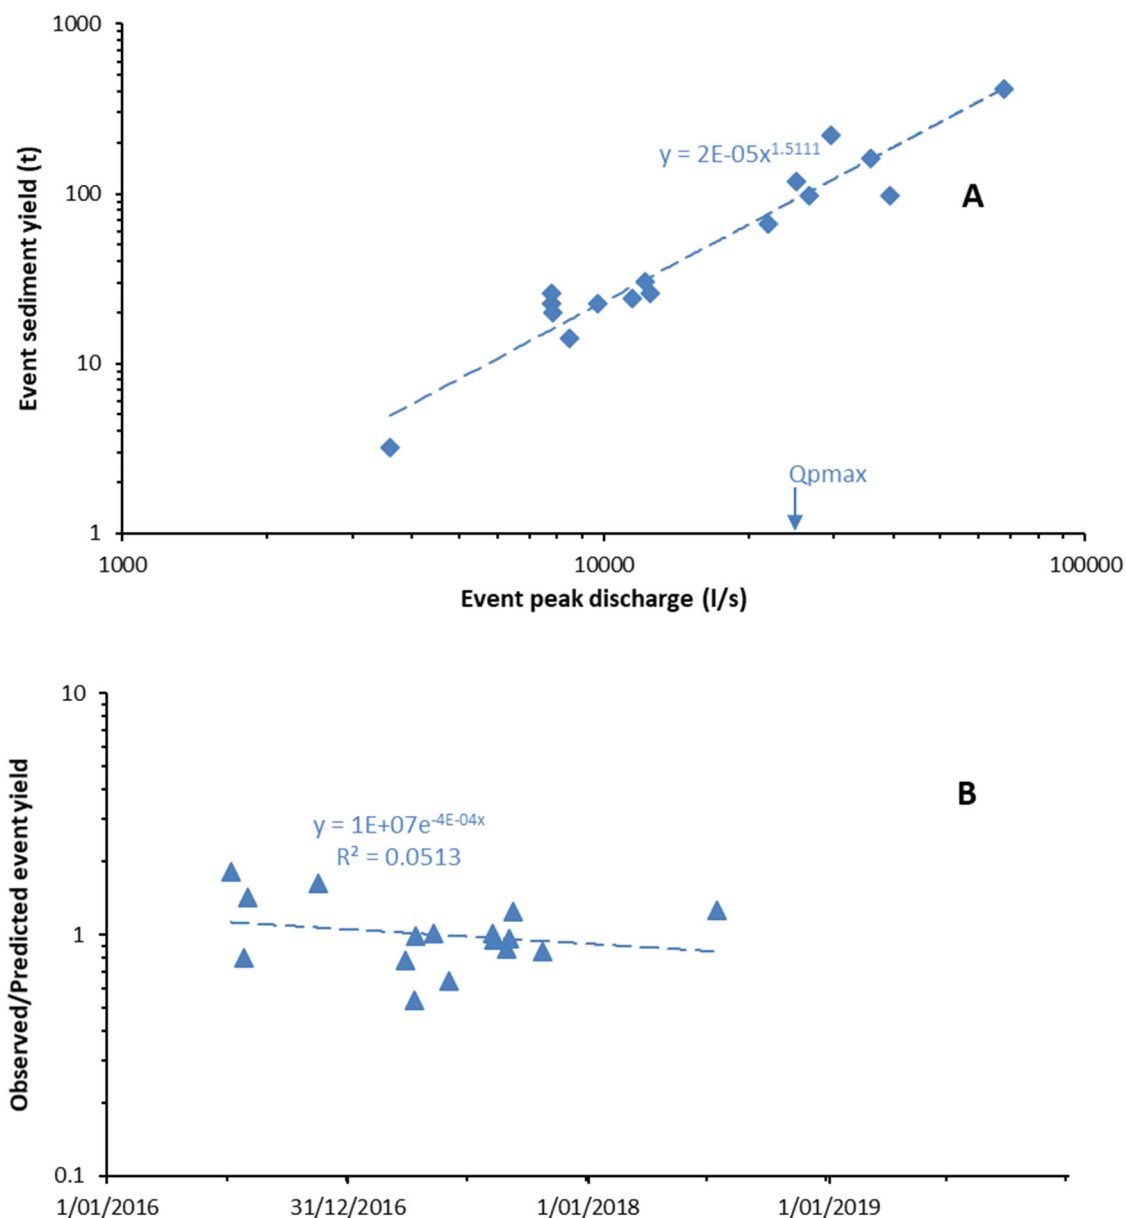 1000
100
10
1
Event sediment yield (t)
y = 2E-05x^1.5111
A
Qpmax
1000 10000 100000
Event peak discharge (l/s)
10
1
0.1
Observed/Predicted event yield
y = 1E+07e^-4E-04x
R² = 0.0513
B
1/01/2016 31/12/2016 1/01/2018 1/01/2019